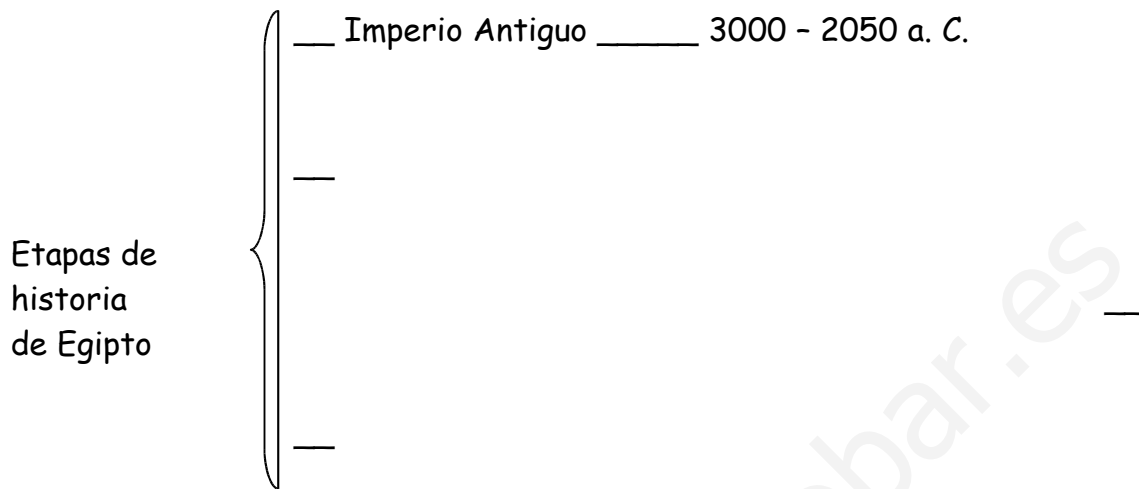 __ Imperio Antiguo _____ 3000 – 2050 a. C.
__
Etapas de
historia
de Egipto
__
__